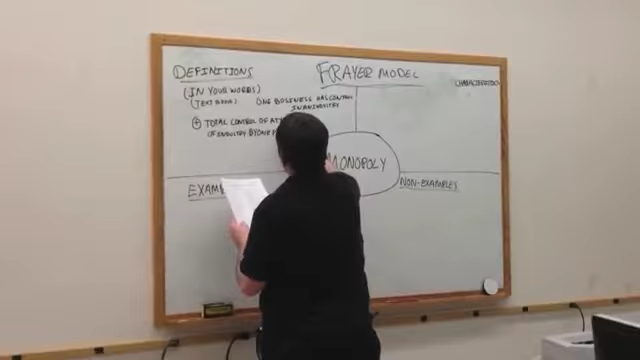 FRAYER MODEL
DEFINITIONS
CHARACTERISTICS
(IN YOUR WORDS)
(TEXT BOOK) ONE BUSINESS HAS CONTROL
IN AN INDUSTRY
TOTAL CONTROL OF
OF INDUSTRY BY ONE
MONOPOLY
EXAM
NON-EXAMPLES